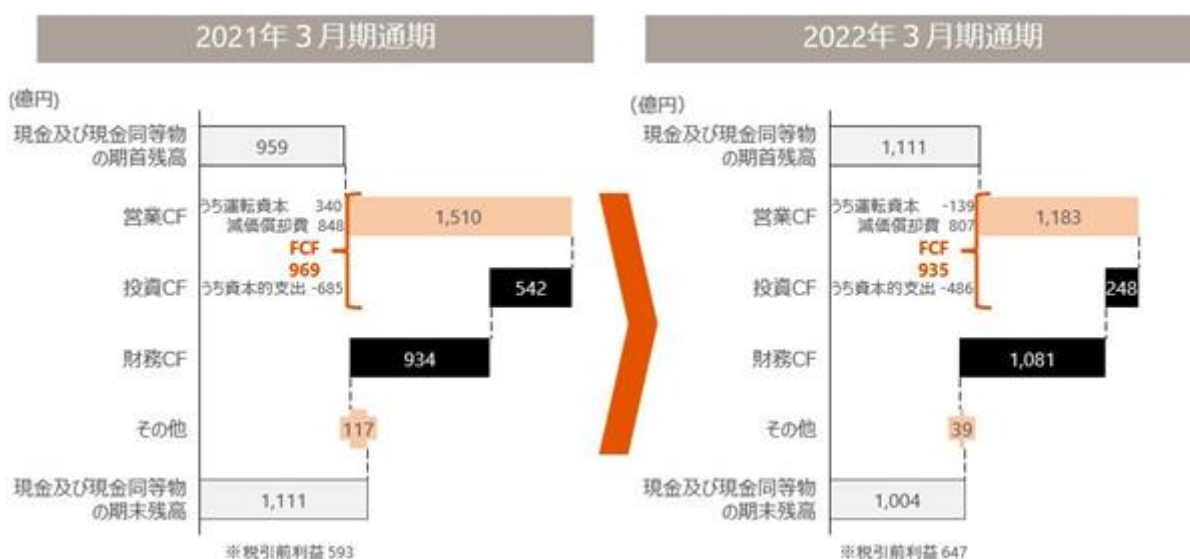 2021年3月期通期
(億円)
現金及び現金同等物
の期首残高
959
営業CF
うち運転資本 340
減価償却費 848
1,510
FCF
969
投資CF
うち資本的支出 -685
542
財務CF
934
その他
117
現金及び現金同等物
の期末残高
1,111
※税引前利益 593
2022年3月期通期
(億円)
現金及び現金同等物
の期首残高
1,111
営業CF
うち運転資本 -139
減価償却費 807
1,183
FCF
935
投資CF
うち資本的支出 -486
248
財務CF
1,081
その他
39
現金及び現金同等物
の期末残高
1,004
※税引前利益 647